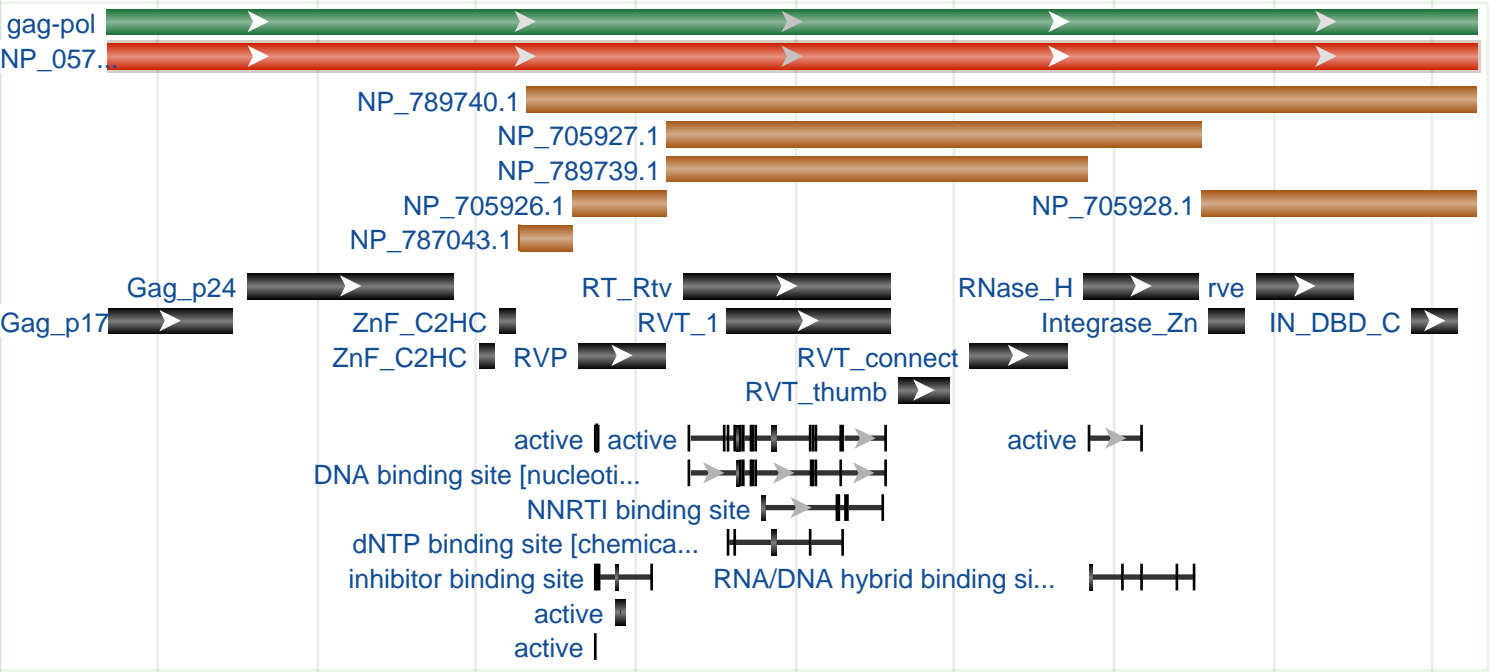 gag-pol
NP_057...
NP_789740.1
NP_705927.1
NP_789739.1
NP_705926.1 NP_705928.1
NP_787043.1
Gag_p24 RT_Rtv RNase_H rve
Gag_p17 ZnF_C2HC RVT_1 Integrase_Zn IN_DBD_C
ZnF_C2HC RVP RVT_connect
RVT_thumb
active active active
DNA binding site [nucleoti...
NNRTI binding site
dNTP binding site [chemica...
inhibitor binding site RNA/DNA hybrid binding si...
active
active